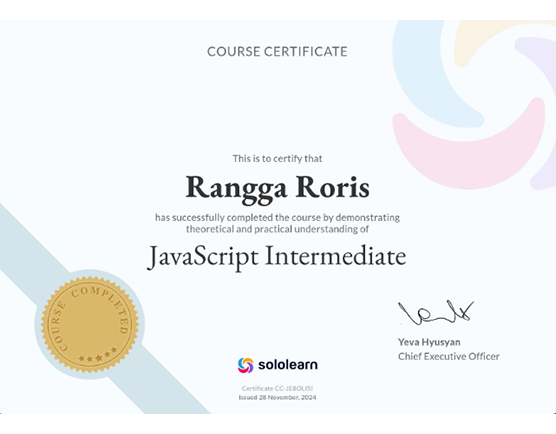 COURSE CERTIFICATE
This is to certify that
Rangga Roris
has successfully completed the course by demonstrating
theoretical and practical understanding of
JavaScript Intermediate
COURSE COMPLETED
Yeva Hyusyan
Chief Executive Officer
sololearn
Certificate CC-JEBOLISI
Issued 28 November, 2024